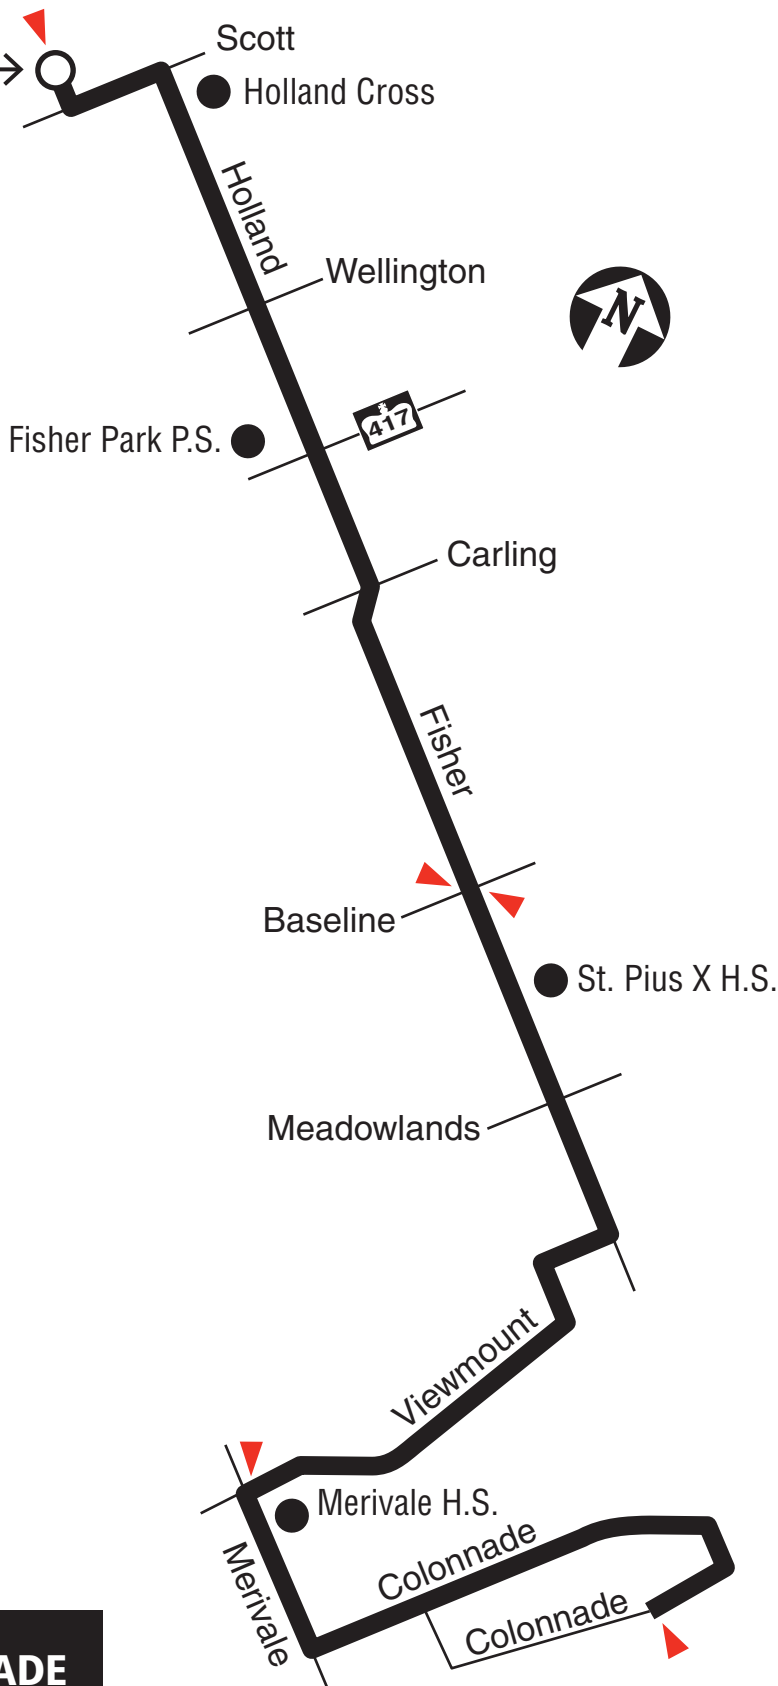 Scott
Holland Cross
Holland
Wellington
N
417
Fisher Park P.S.
Carling
Fisher
Baseline
St. Pius X H.S.
Meadowlands
Viewmount
Merivale H.S.
Merivale
Colonnade
Colonnade
ADE